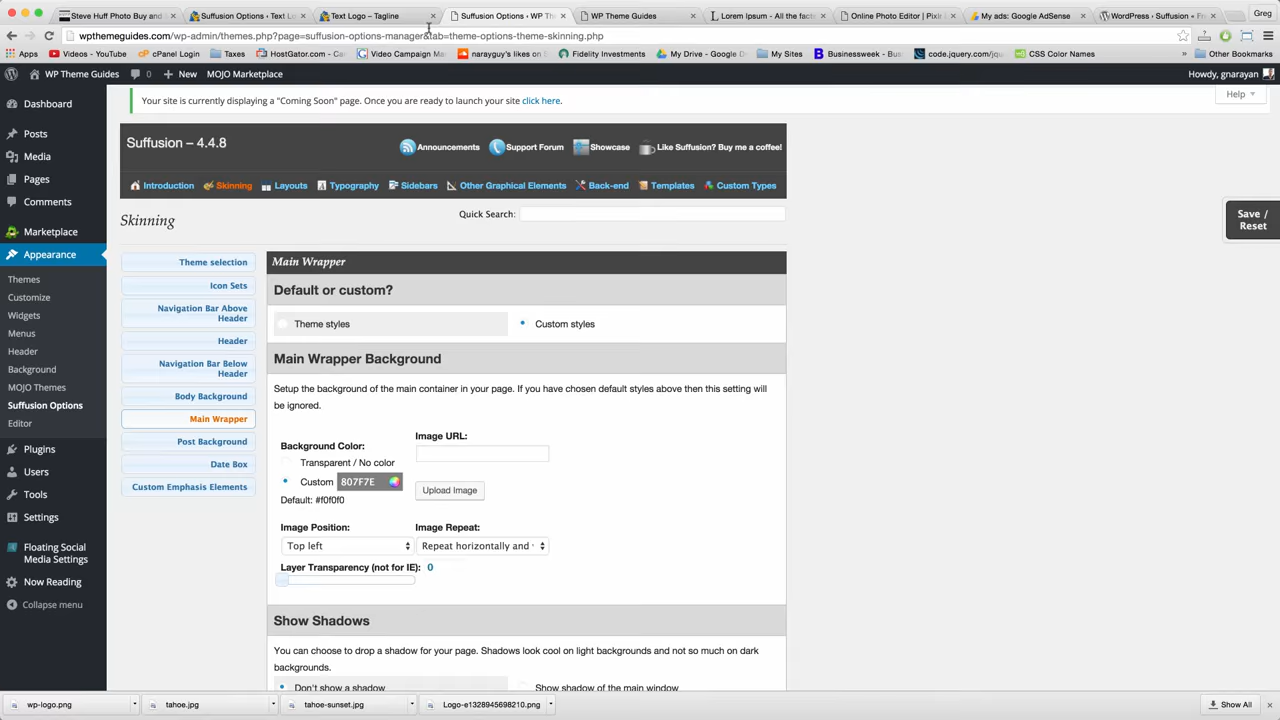 Steve Huff Photo Buy and
Suffusion Options ‹ Text L
Text Logo – Tagline
Suffusion Options ‹ WP Th
WP Theme Guides
Lorem Ipsum - All the facts
Online Photo Editor | Pixlr
My ads: Google AdSense
WordPress › Suffusion « F
Greg
wpthemeguides.com/wp-admin/themes.php?page=suffusion-options-manager&tab=theme-options-theme-skinning.php
Apps
Videos - YouTube
cPanel Login
Taxes
HostGator.com -
Video Campaign Ma
narayguy's likes on
Fidelity Investments
My Drive - Google
My Sites
Businessweek - Bus
code.jquery.com/jq
CSS Color Names
Other Bookmarks
WP Theme Guides
0
New
MOJO Marketplace
Howdy, gnarayan
Dashboard
Posts
Media
Pages
Comments
Marketplace
Appearance
Themes
Customize
Widgets
Menus
Header
Background
MOJO Themes
Suffusion Options
Editor
Plugins
Users
Tools
Settings
Floating Social
Media Settings
Now Reading
Collapse menu
Your site is currently displaying a "Coming Soon" page. Once you are ready to launch your site click here.
Help
Suffusion – 4.4.8
Announcements
Support Forum
Showcase
Like Suffusion? Buy me a coffee!
Introduction
Skinning
Layouts
Typography
Sidebars
Other Graphical Elements
Back-end
Templates
Custom Types
Skinning
Quick Search:
Save /
Reset
Theme selection
Icon Sets
Navigation Bar Above
Header
Header
Navigation Bar Below
Header
Body Background
Main Wrapper
Post Background
Date Box
Custom Emphasis Elements
Main Wrapper
Default or custom?
Theme styles
Custom styles
Main Wrapper Background
Setup the background of the main container in your page. If you have chosen default styles above then this setting will
be ignored.
Background Color:
Transparent / No color
Custom 807F7E
Default: #f0f0f0
Image URL:
Upload Image
Image Position:
Top left
Image Repeat:
Repeat horizontally and
Layer Transparency (not for IE): 0
Show Shadows
You can choose to drop a shadow for your page. Shadows look cool on light backgrounds and not so much on dark
backgrounds.
Don't show a shadow
Show shadow of the main window
wp-logo.png
tahoe.jpg
tahoe-sunset.jpg
Logo-e1328945698210.png
Show All